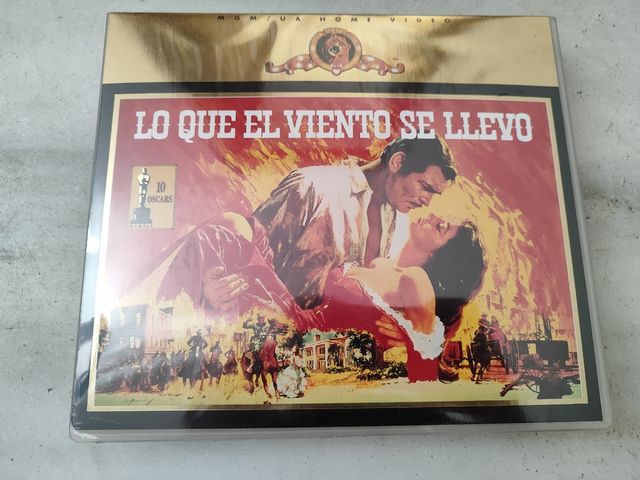 MGM/UA HOME VIDEO
LO QUE EL VIENTO SE LLEVO
10
OSCARS